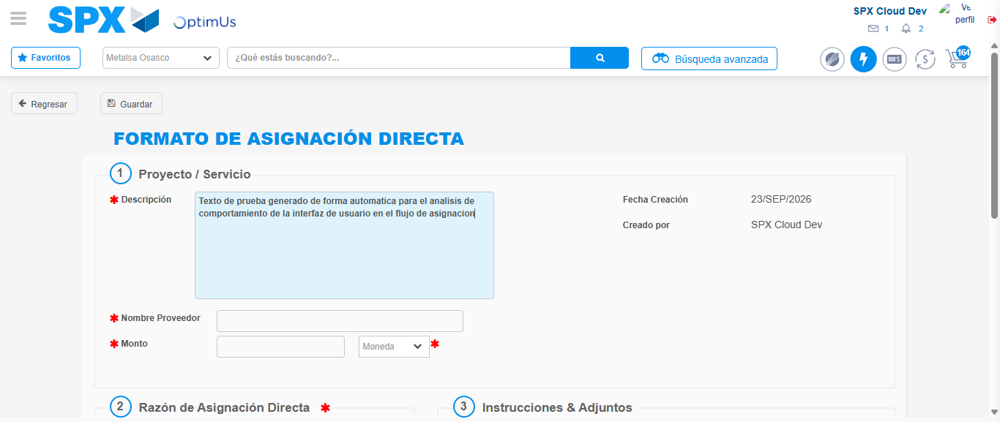 SPX
OptimUs
SPX Cloud Dev
1
2
Ve
perfil
Favoritos
Metalsa Osasco
¿Qué estás buscando?...
Búsqueda avanzada
$
$
164
Regresar
Guardar
FORMATO DE ASIGNACIÓN DIRECTA
1 Proyecto / Servicio
Descripción
Texto de prueba generado de forma automatica para el analisis de
comportamiento de la interfaz de usuario en el flujo de asignacion
Fecha Creación 23/SEP/2026
Creado por SPX Cloud Dev
Nombre Proveedor
Monto
Moneda
2 Razón de Asignación Directa
3 Instrucciones & Adjuntos